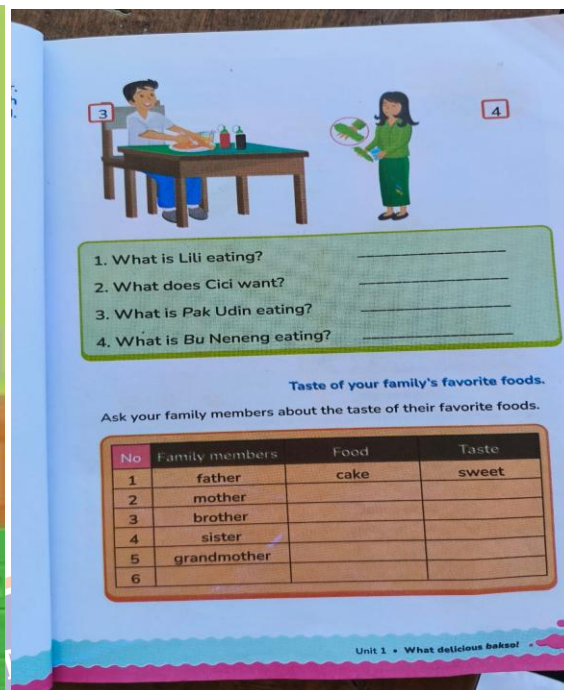 3
4
1. What is Lili eating?
2. What does Cici want?
3. What is Pak Udin eating?
4. What is Bu Neneng eating?
Taste of your family's favorite foods.
Ask your family members about the taste of their favorite foods.
No Family members Food Taste
1 father cake sweet
2 mother
3 brother
4 sister
5 grandmother
6
Unit 1 • What delicious bakso!